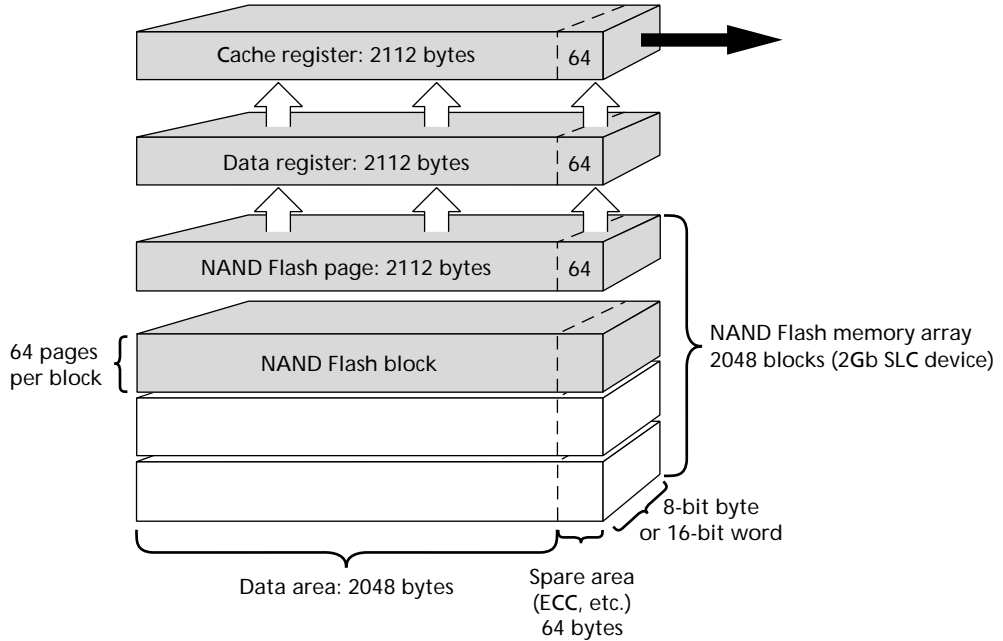 Cache register: 2112 bytes
64
Data register: 2112 bytes
64
NAND Flash page: 2112 bytes
64
64 pages
per block
NAND Flash block
NAND Flash memory array
2048 blocks (2Gb SLC device)
8-bit byte
or 16-bit word
Data area: 2048 bytes
Spare area
(ECC, etc.)
64 bytes